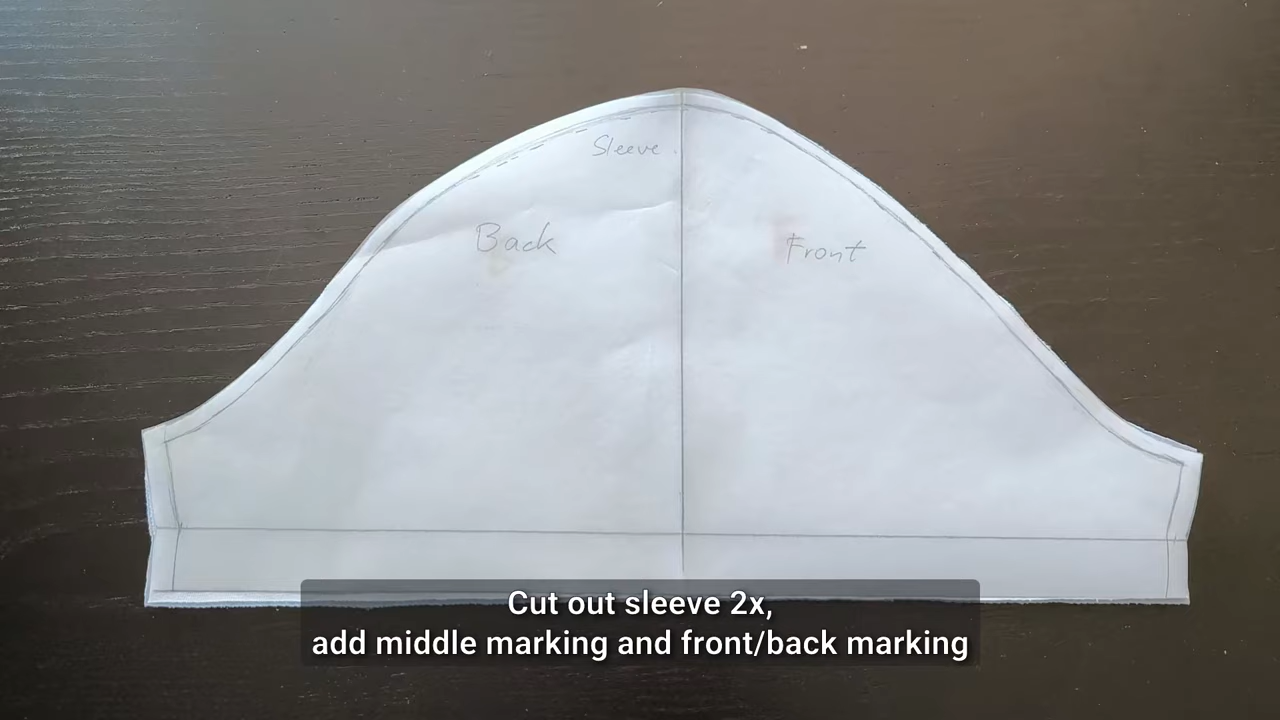 Sleeve
Back
Front
Cut out sleeve 2x,
add middle marking and front/back marking